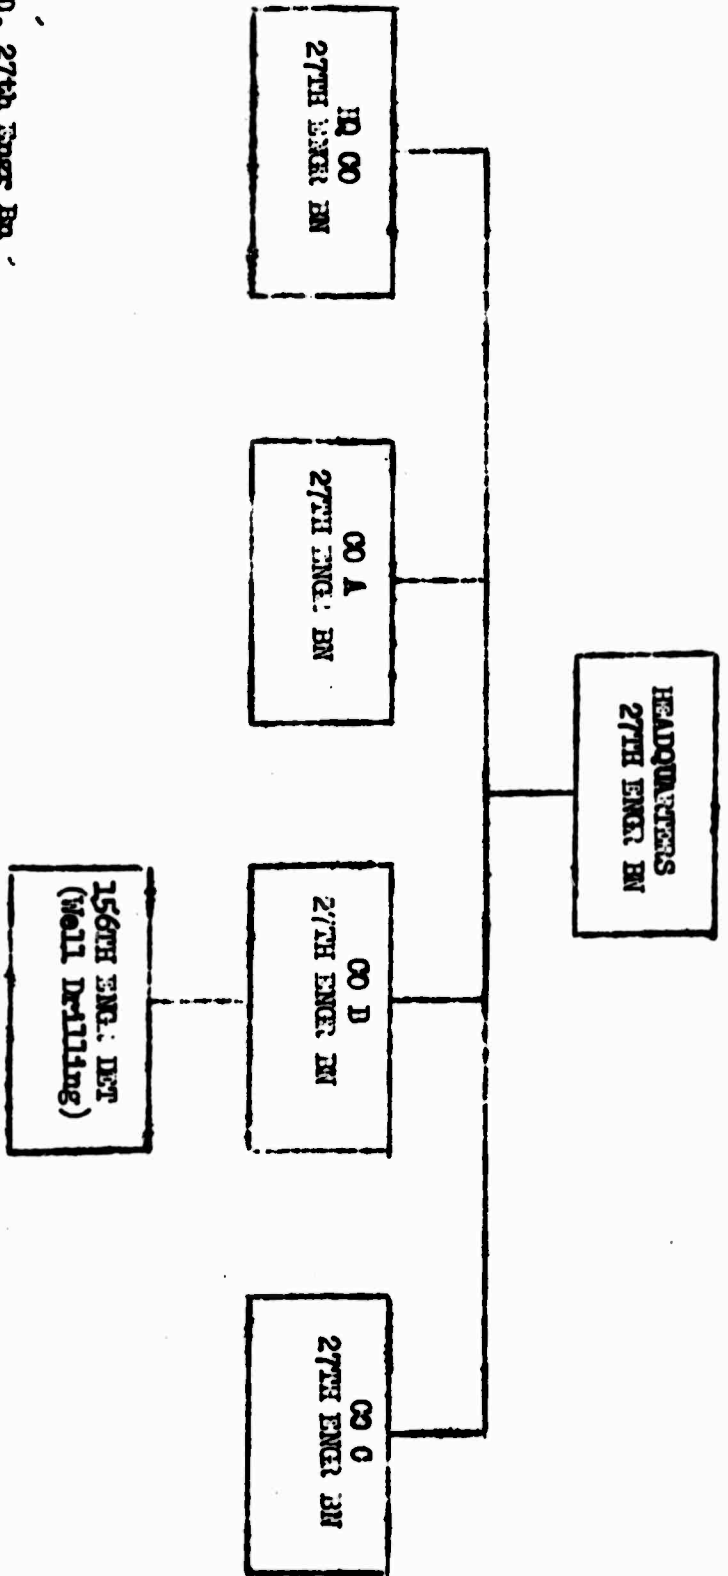 HEADQUARTERS
27TH ENGR BN
HQ CO
27TH ENGR BN
CO A
27TH ENGR BN
CO B
27TH ENGR BN
CO C
27TH ENGR BN
156TH ENGR DET
(Well Drilling)
27th Engr Bn